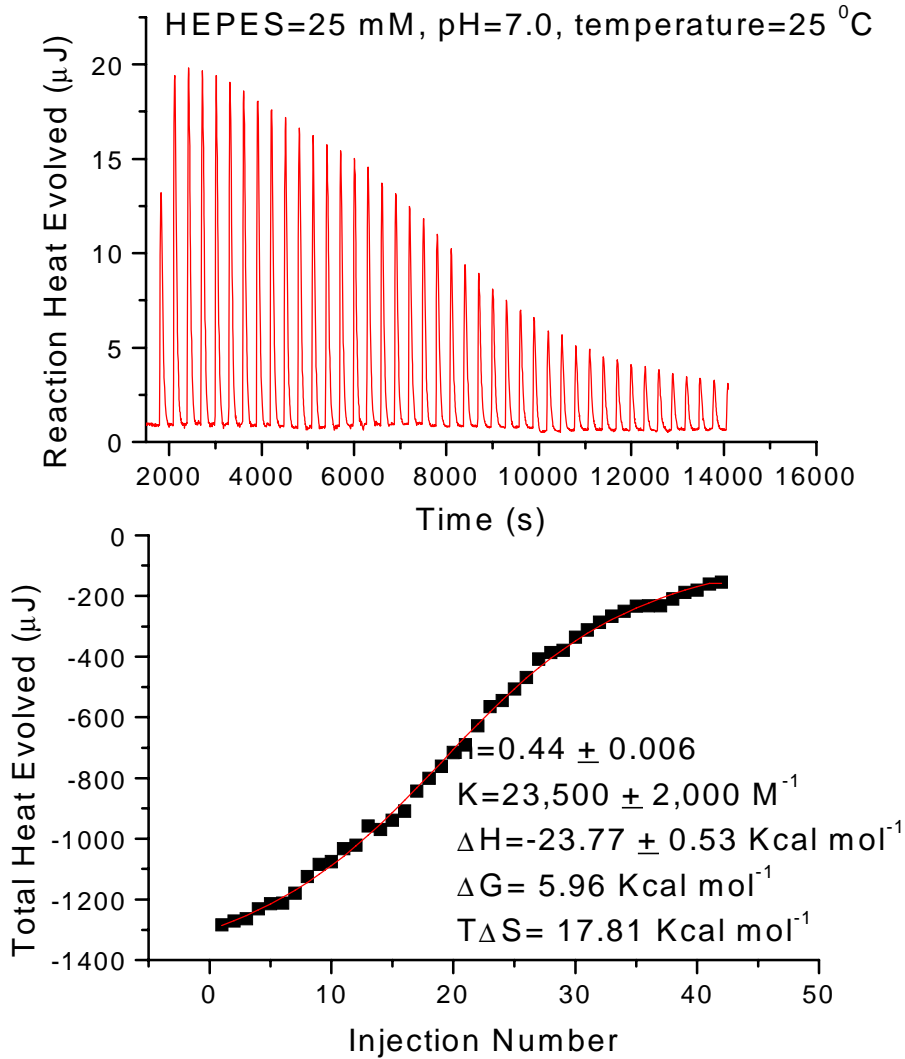 HEPES=25 mM, pH=7.0, temperature=25 ⁰C
Reaction Heat Evolved (μJ)
20
15
10
5
0
2000 4000 6000 8000 10000 12000 14000 16000
Time (s)
Total Heat Evolved (μJ)
0
-200
-400
-600
-800
-1000
-1200
-1400
=0.44 ± 0.006
K=23,500 ± 2,000 M⁻¹
ΔH=-23.77 ± 0.53 Kcal mol⁻¹
ΔG= 5.96 Kcal mol⁻¹
TΔS= 17.81 Kcal mol⁻¹
0 10 20 30 40 50
Injection Number